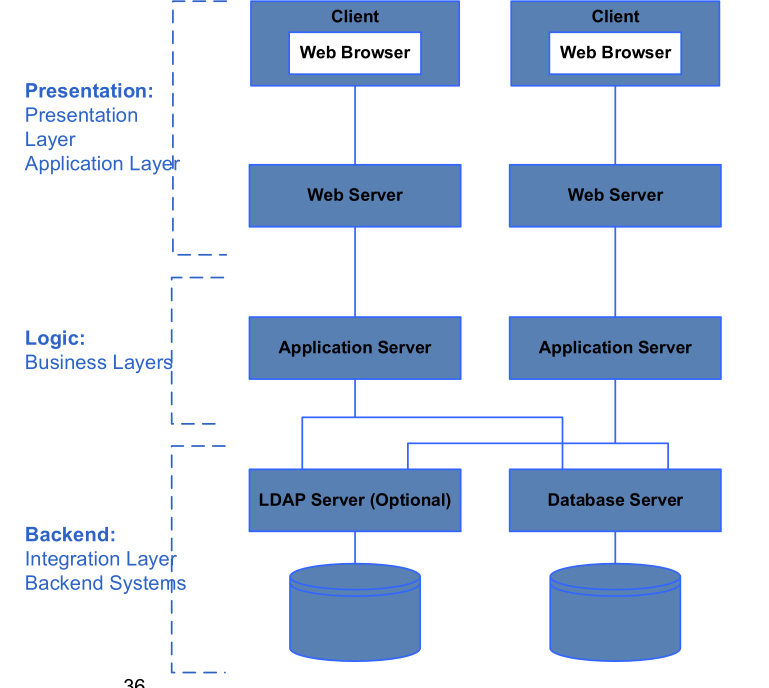 Client
Client
Web Browser
Web Browser
Presentation:
Presentation
Layer
Application Layer
Web Server
Web Server
Logic:
Business Layers
Application Server
Application Server
LDAP Server (Optional)
Database Server
Backend:
Integration Layer
Backend Systems
36